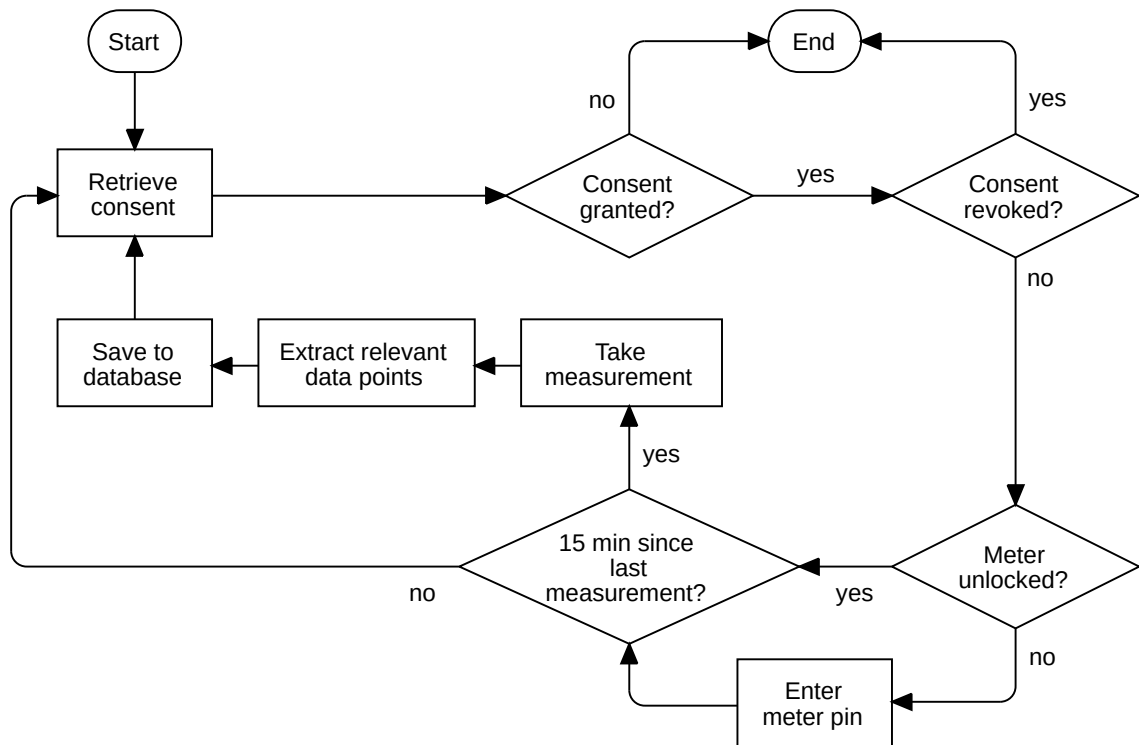 Start
End
no
yes
Retrieve
consent
Consent
granted?
yes
Consent
revoked?
no
Save to
database
Extract relevant
data points
Take
measurement
yes
15 min since
last
measurement?
Meter
unlocked?
no
yes
no
Enter
meter pin